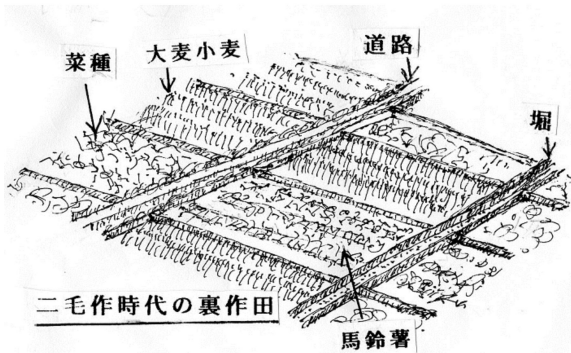 道路
大麦小麦
菜種
堀
二毛作時代の裏作田
馬鈴薯